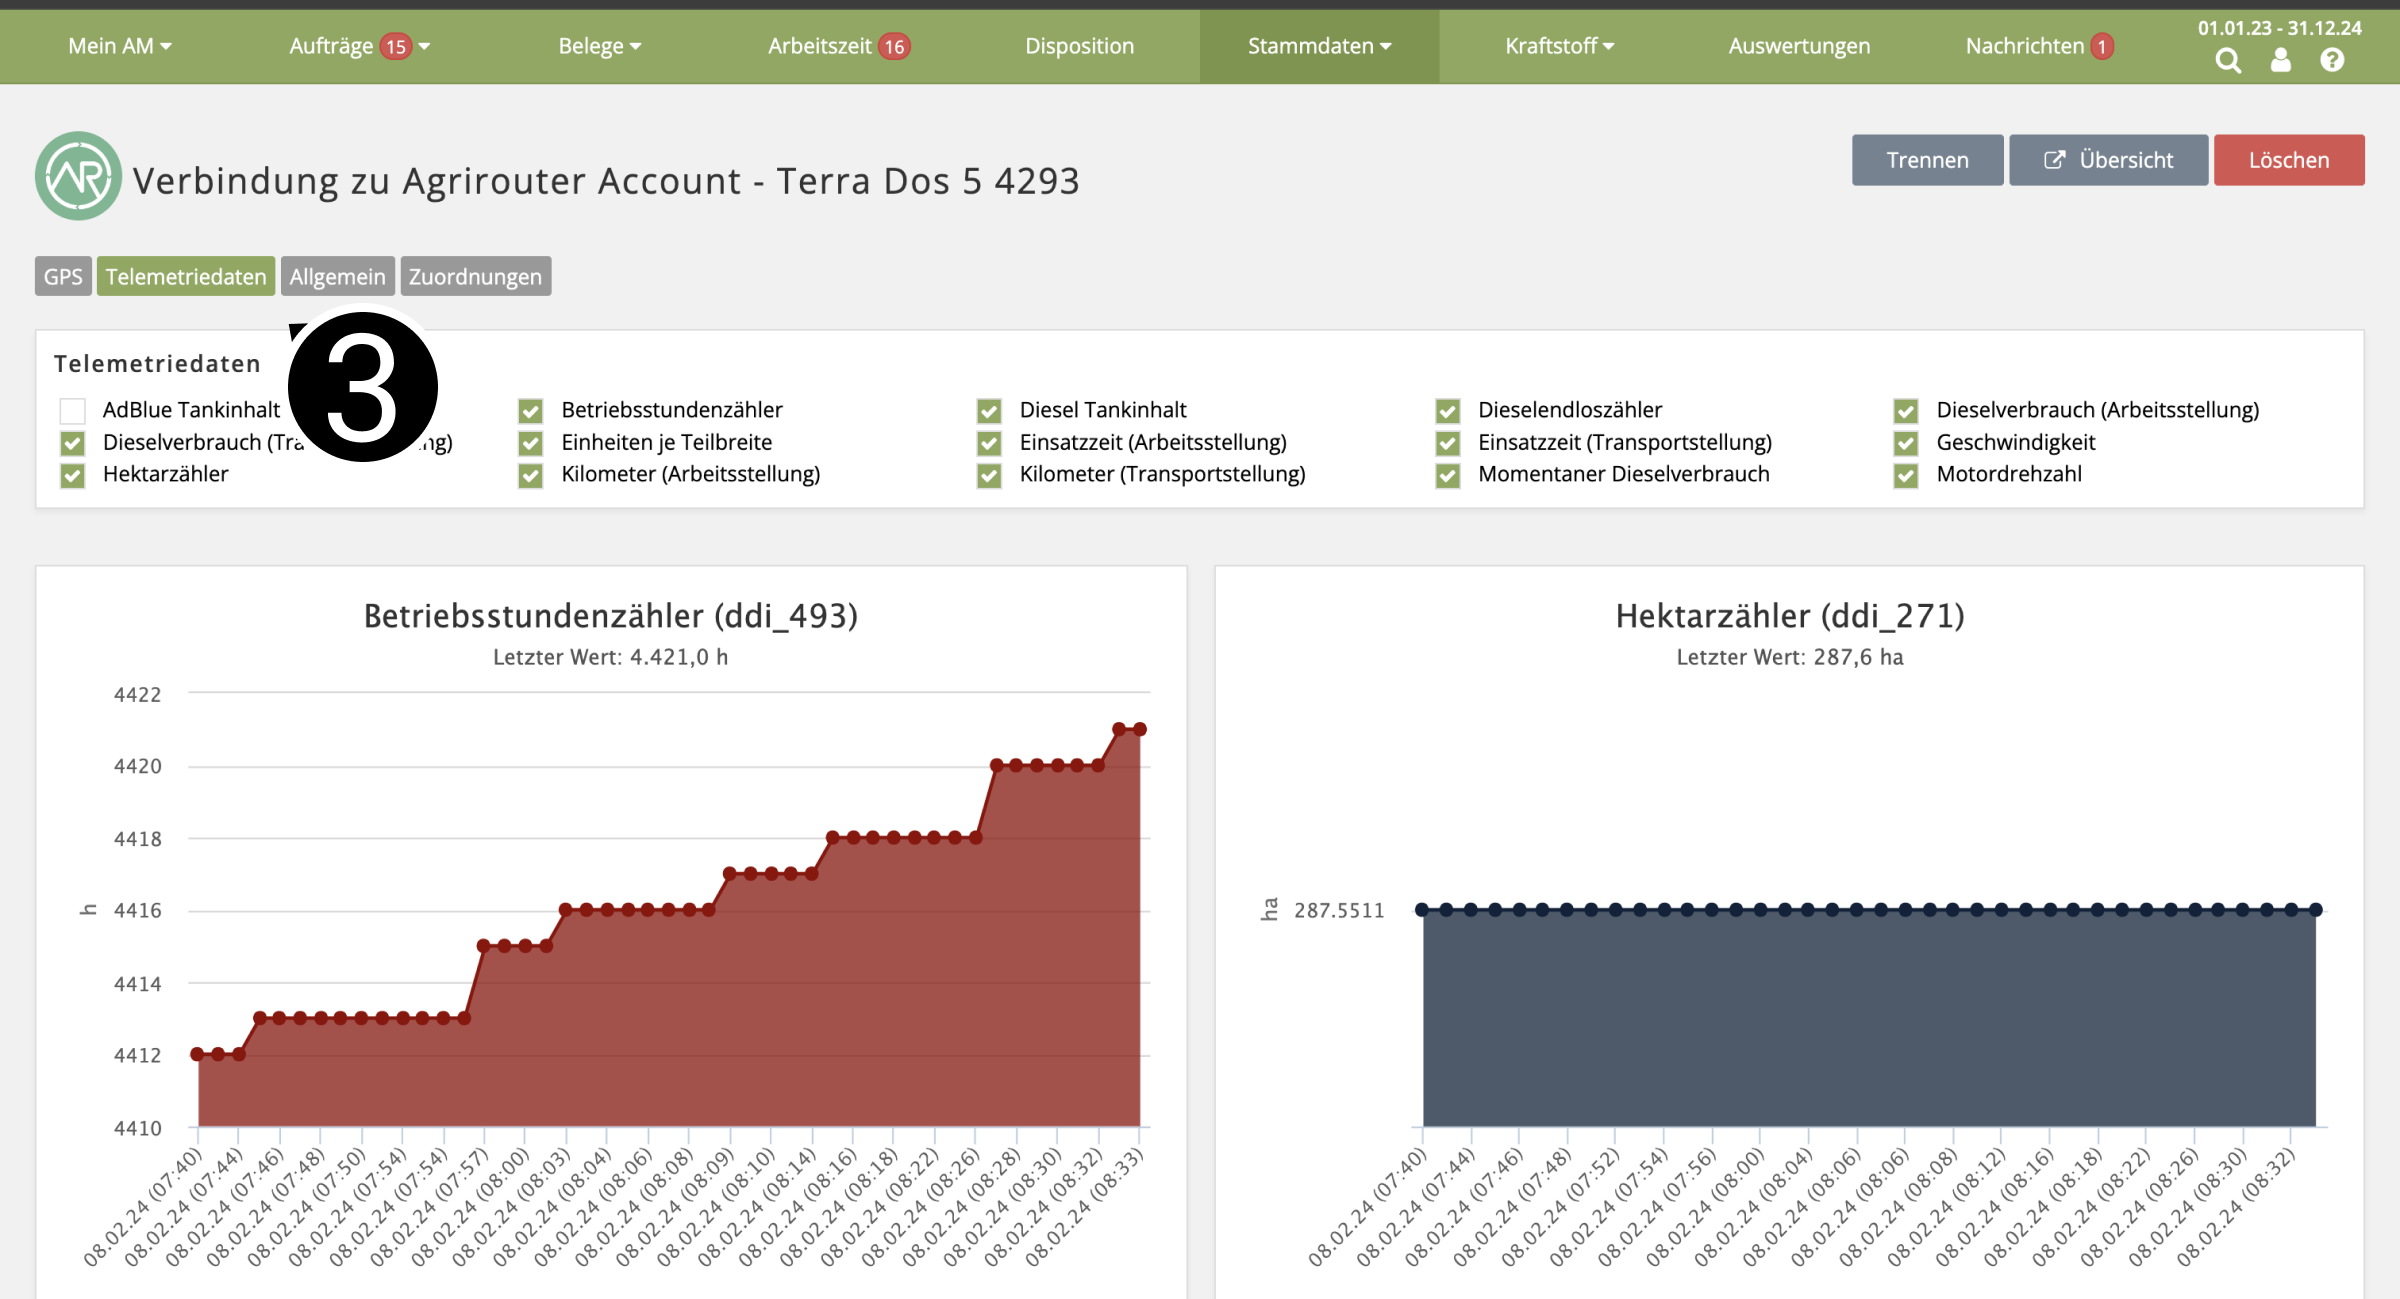 Mein AM
Aufträge 15
Belege
Arbeitszeit 16
Disposition
Stammdaten
Kraftstoff
Auswertungen
Nachrichten 1
01.01.23 - 31.12.24
AR
Verbindung zu Agrirouter Account - Terra Dos 5 4293
Trennen
Übersicht
Löschen
GPS
Telemetriedaten
Allgemein
Zuordnungen
3
Telemetriedaten
AdBlue Tankinhalt
Betriebsstundenzähler
Diesel Tankinhalt
Dieselendloszähler
Dieselverbrauch (Arbeitsstellung)
Dieselverbrauch (Tra ng)
Einheiten je Teilbreite
Einsatzzeit (Arbeitsstellung)
Einsatzzeit (Transportstellung)
Geschwindigkeit
Hektarzähler
Kilometer (Arbeitsstellung)
Kilometer (Transportstellung)
Momentaner Dieselverbrauch
Motordrehzahl
Betriebsstundenzähler (ddi_493)
Letzter Wert: 4.421,0 h
4422
4420
4418
h
4416
4414
4412
4410
08.02.24 (07:40)
08.02.24 (07:44)
08.02.24 (07:46)
08.02.24 (07:48)
08.02.24 (07:50)
08.02.24 (07:54)
08.02.24 (07:54)
08.02.24 (07:57)
08.02.24 (08:00)
08.02.24 (08:03)
08.02.24 (08:04)
08.02.24 (08:06)
08.02.24 (08:08)
08.02.24 (08:09)
08.02.24 (08:10)
08.02.24 (08:14)
08.02.24 (08:16)
08.02.24 (08:18)
08.02.24 (08:22)
08.02.24 (08:26)
08.02.24 (08:28)
08.02.24 (08:30)
08.02.24 (08:32)
08.02.24 (08:33)
Hektarzähler (ddi_271)
Letzter Wert: 287,6 ha
ha
287.5511
08.02.24 (07:40)
08.02.24 (07:44)
08.02.24 (07:46)
08.02.24 (07:48)
08.02.24 (07:52)
08.02.24 (07:54)
08.02.24 (07:56)
08.02.24 (08:00)
08.02.24 (08:04)
08.02.24 (08:06)
08.02.24 (08:06)
08.02.24 (08:08)
08.02.24 (08:12)
08.02.24 (08:16)
08.02.24 (08:18)
08.02.24 (08:22)
08.02.24 (08:26)
08.02.24 (08:30)
08.02.24 (08:32)